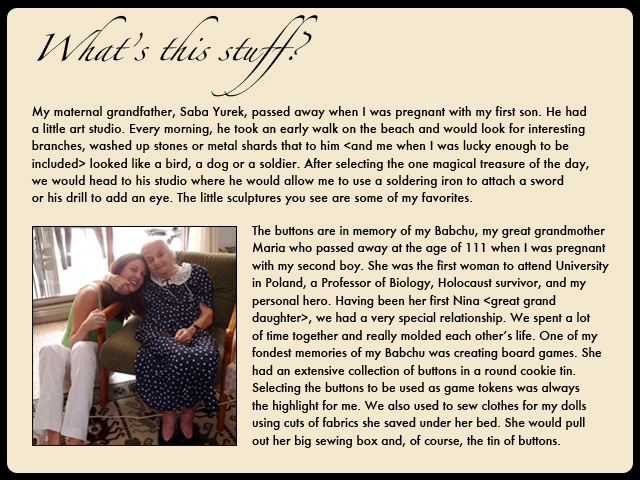 What's this stuff?
My maternal grandfather, Saba Yurek, passed away when I was pregnant with my first son. He had
a little art studio. Every morning, he took an early walk on the beach and would look for interesting
branches, washed up stones or metal shards that to him <and me when I was lucky enough to be
included> looked like a bird, a dog or a soldier. After selecting the one magical treasure of the day,
we would head to his studio where he would allow me to use a soldering iron to attach a sword
or his drill to add an eye. The little sculptures you see are some of my favorites.
The buttons are in memory of my Babchu, my great grandmother
Maria who passed away at the age of 111 when I was pregnant
with my second boy. She was the first woman to attend University
in Poland, a Professor of Biology, Holocaust survivor, and my
personal hero. Having been her first Nina <great grand
daughter>, we had a very special relationship. We spent a lot
of time together and really molded each other's life. One of my
fondest memories of my Babchu was creating board games. She
had an extensive collection of buttons in a round cookie tin.
Selecting the buttons to be used as game tokens was always
the highlight for me. We also used to sew clothes for my dolls
using cuts of fabrics she saved under her bed. She would pull
out her big sewing box and, of course, the tin of buttons.